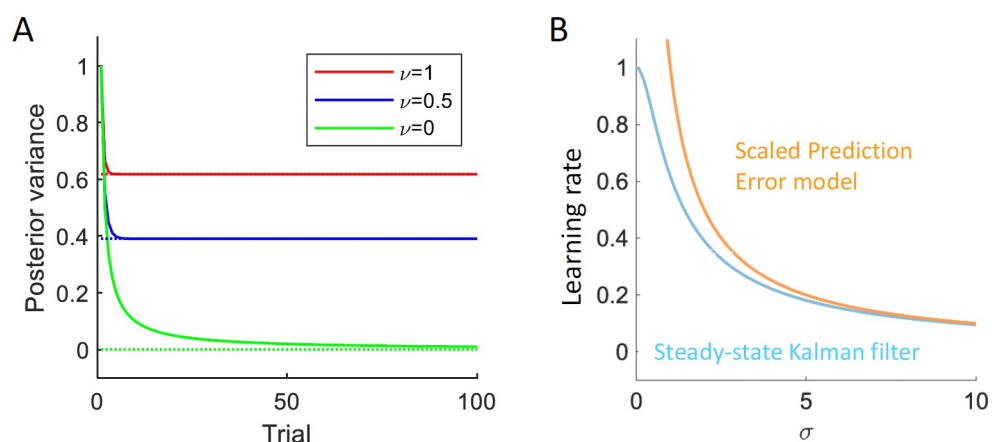 A
Posterior variance
1
0.8
0.6
0.4
0.2
0
0
50
100
Trial
ν=1
ν=0.5
ν=0
B
Learning rate
1
0.8
0.6
0.4
0.2
0
0
5
10
σ
Scaled Prediction
Error model
Steady-state Kalman filter